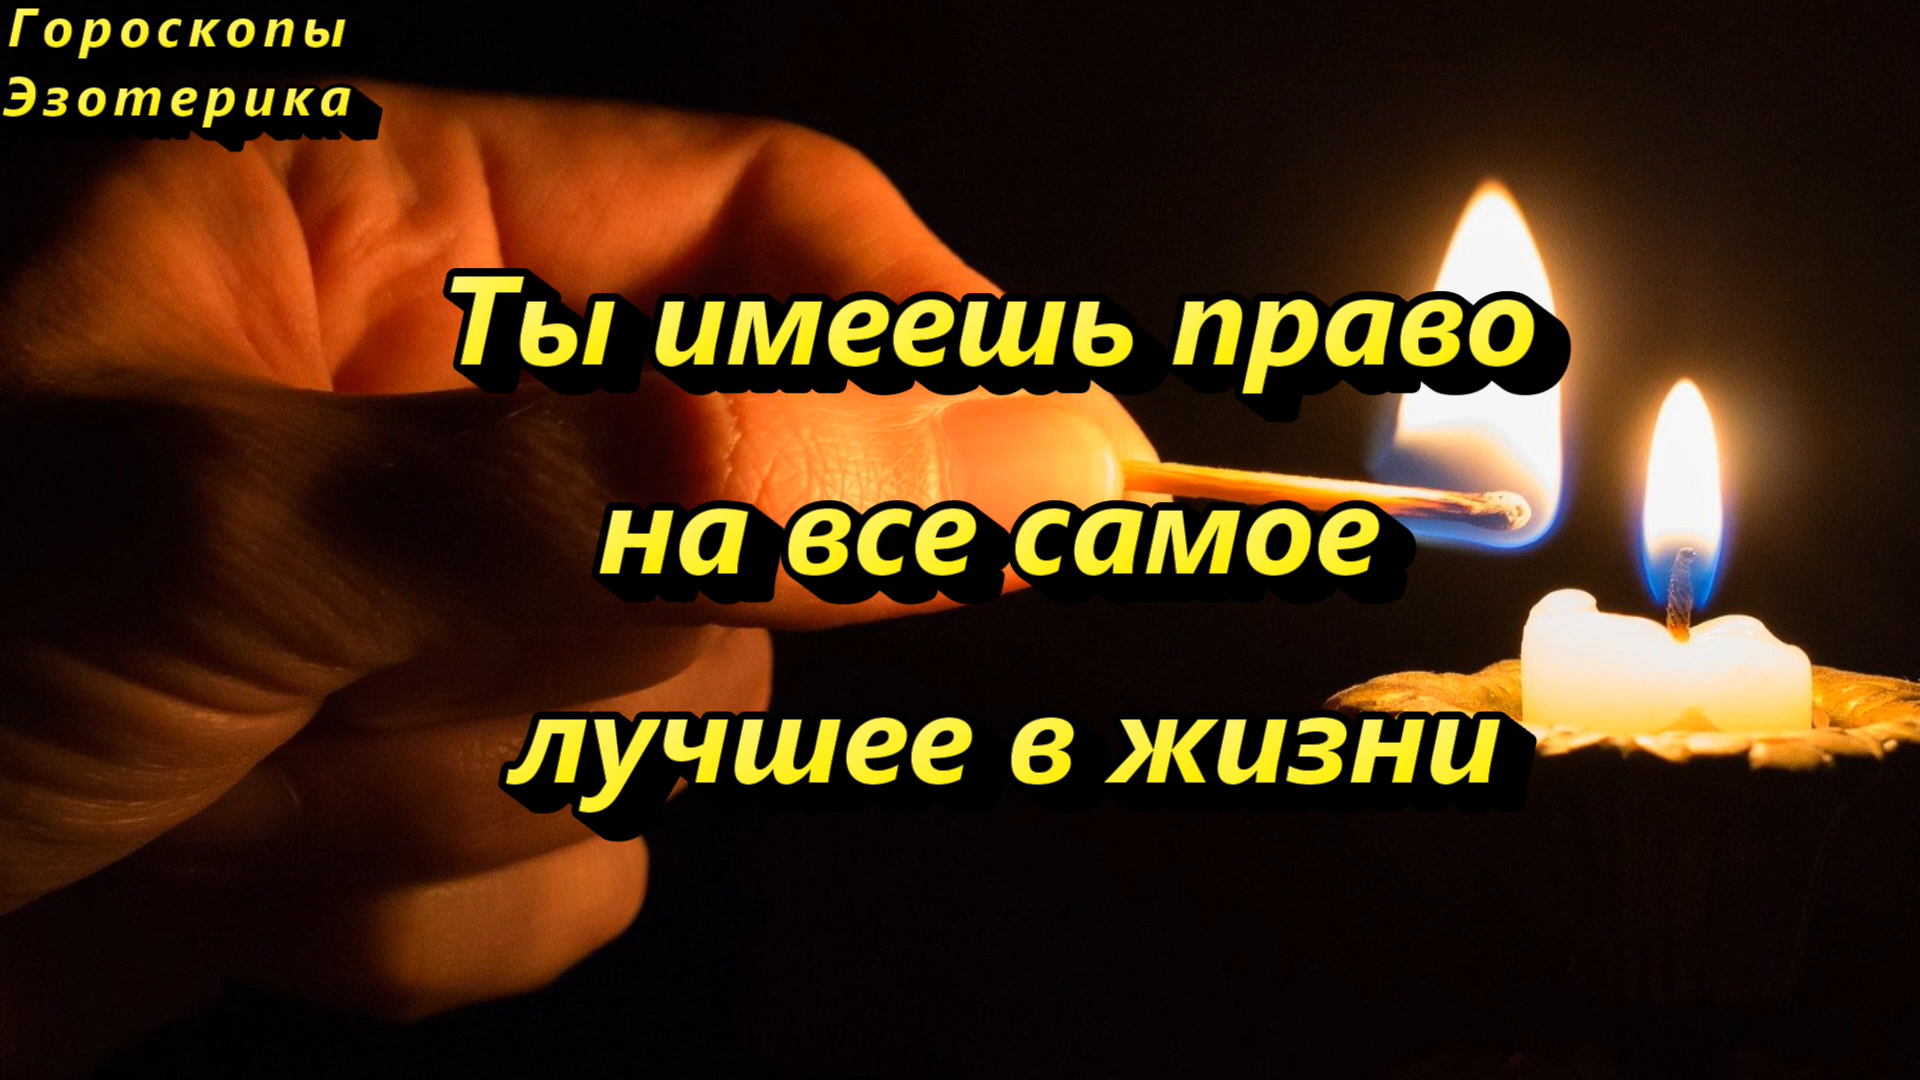 Гороскопы
Эзотерика
Ты имеешь право
на все самое
лучшее в жизни